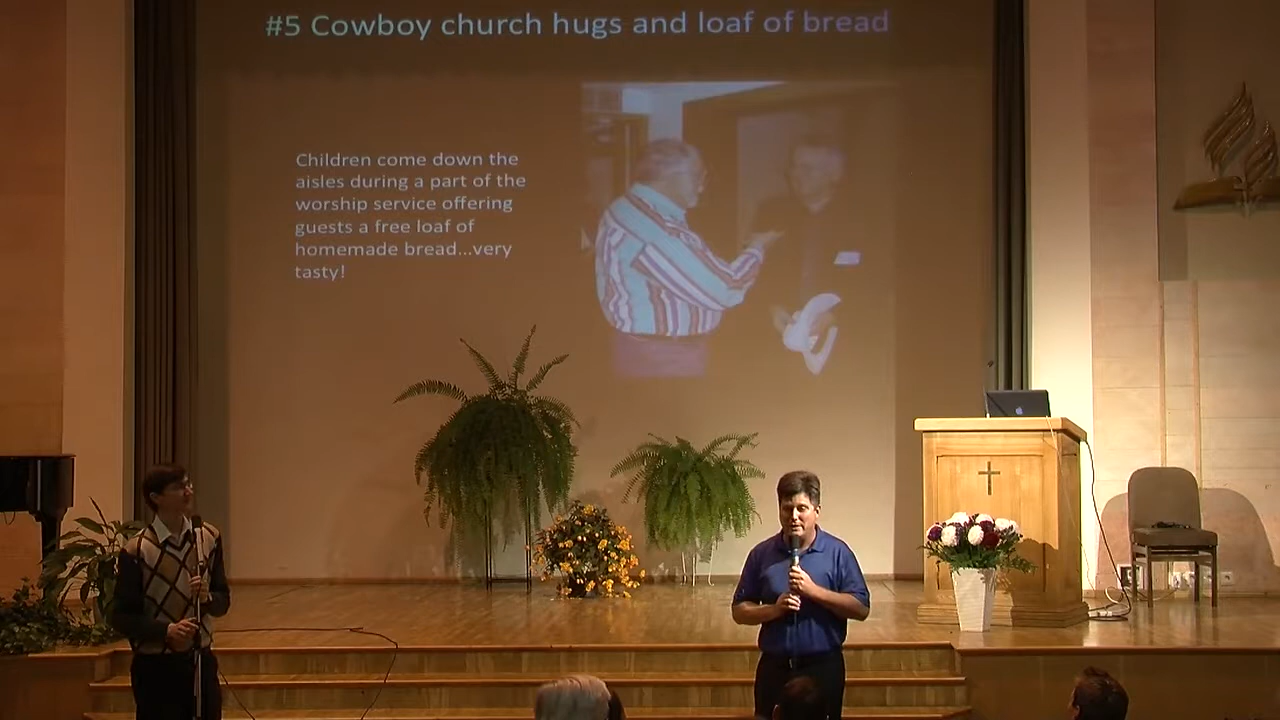 #5 Cowboy church hugs and loaf of bread
Children come down the
aisles during a part of the
worship service offering
guests a free loaf of
homemade bread...very
tasty!